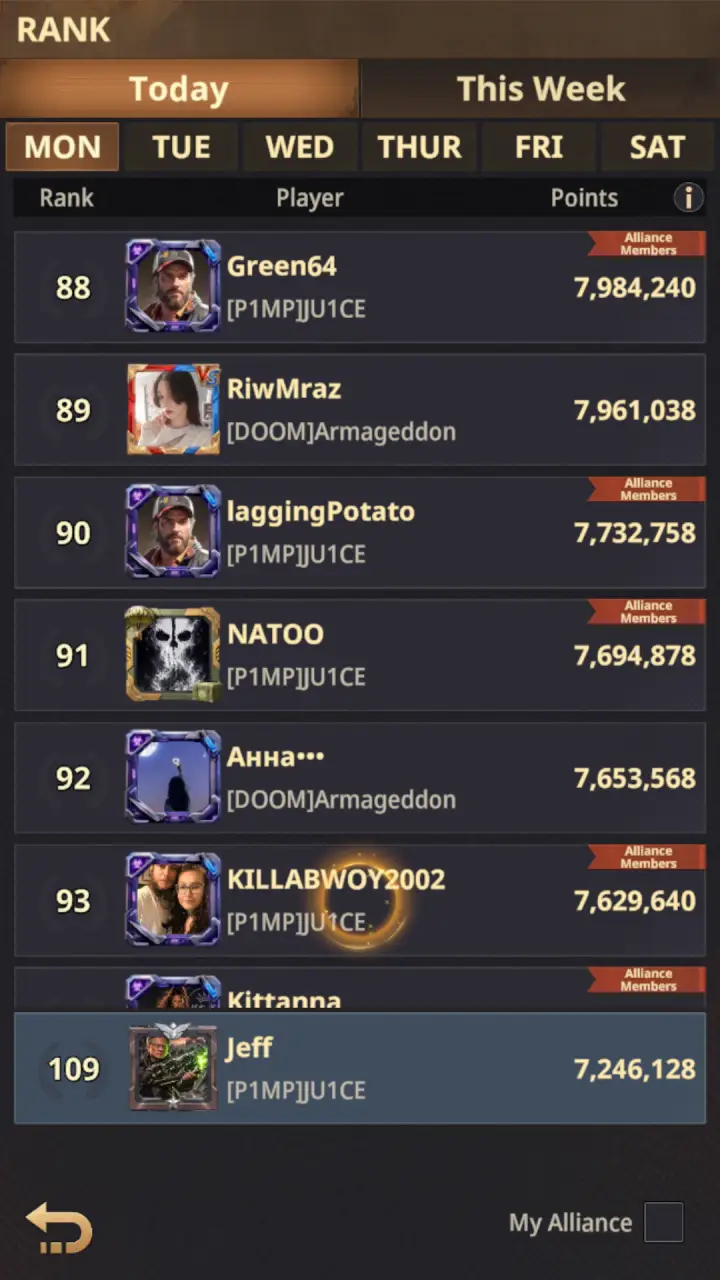 RANK
Today
This Week
MON
TUE
WED
THUR
FRI
SAT
Rank
Player
Points
i
Alliance
Members
88
Green64
[P1MP]JU1CE
7,984,240
89
VS
RiwMraz
[DOOM]Armageddon
7,961,038
Alliance
Members
90
laggingPotato
[P1MP]JU1CE
7,732,758
Alliance
Members
91
NATOO
[P1MP]JU1CE
7,694,878
92
Анна•••
[DOOM]Armageddon
7,653,568
Alliance
Members
93
KILLABWOY2002
[P1MP]JU1CE
7,629,640
Alliance
Members
Kittanna
109
Jeff
[P1MP]JU1CE
7,246,128
My Alliance